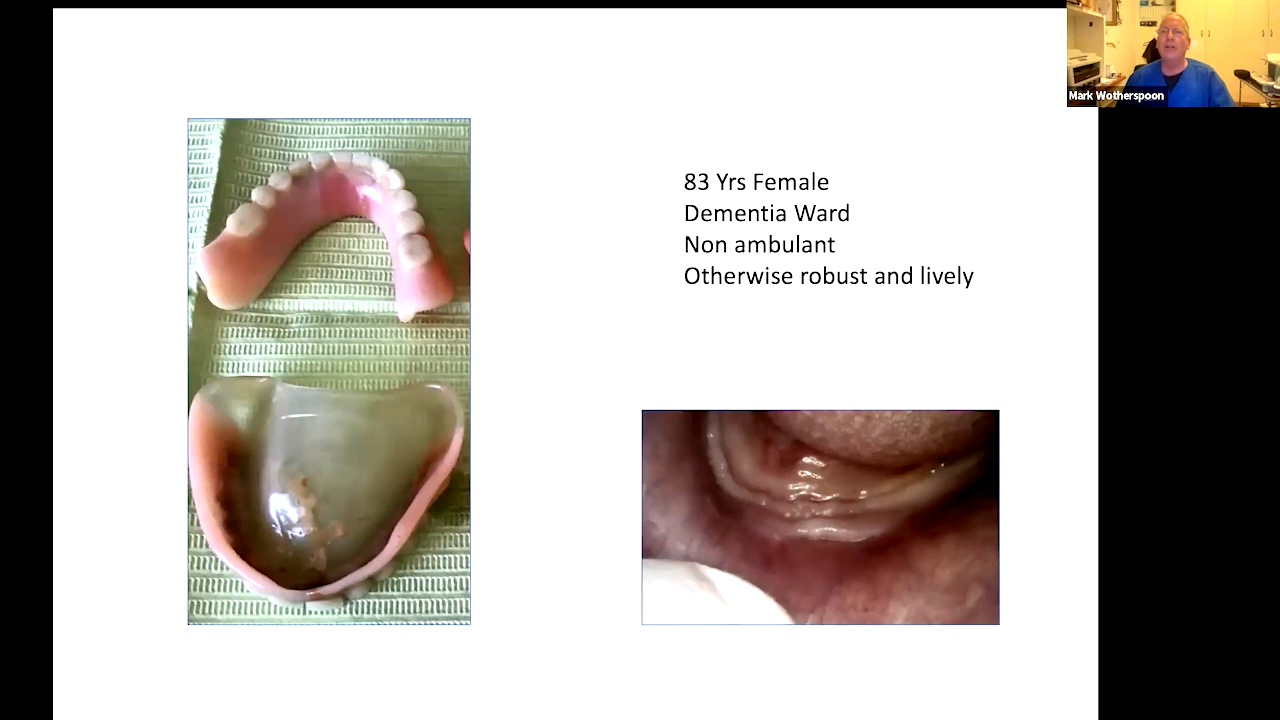 Mark Wotherspoon
83 Yrs Female
Dementia Ward
Non ambulant
Otherwise robust and lively